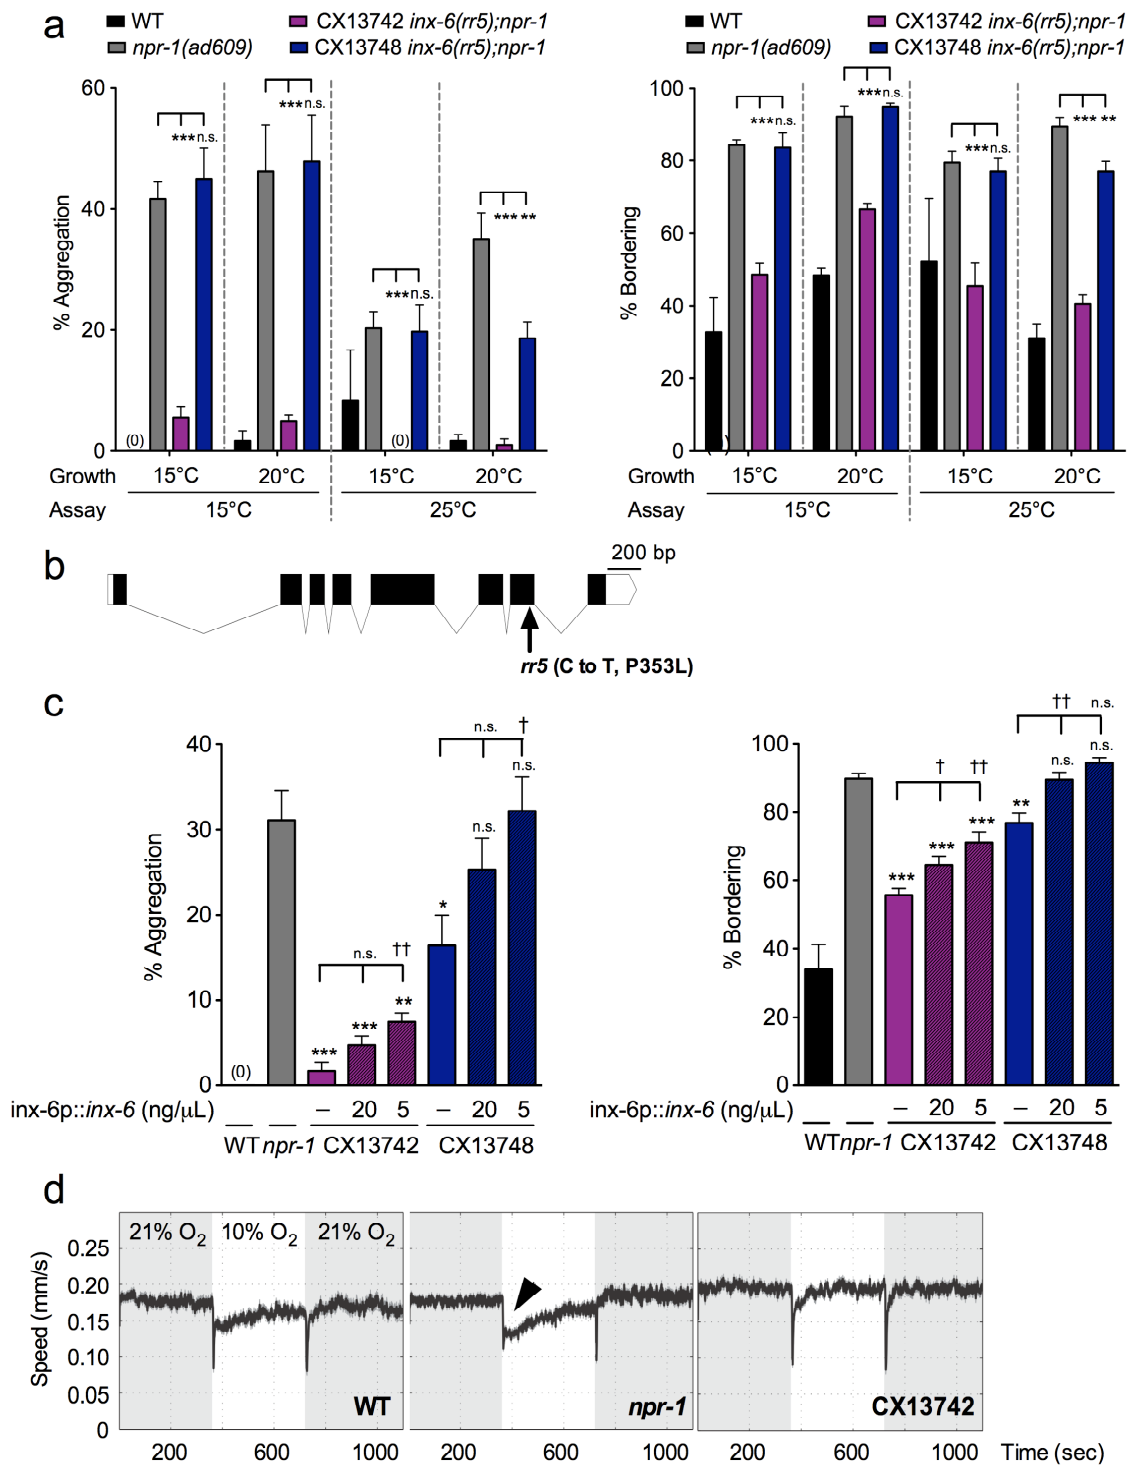 a
WT
CX13742 inx-6(rr5);npr-1
npr-1(ad609)
CX13748 inx-6(rr5);npr-1
WT
CX13742 inx-6(rr5);npr-1
npr-1(ad609)
CX13748 inx-6(rr5);npr-1
% Aggregation
60
40
20
0
(0)
*** n.s.
*** n.s.
*** n.s.
(0)
*** **
Growth 15°C 20°C 15°C 20°C
Assay 15°C 25°C
% Bordering
100
80
60
40
20
0
*** n.s.
*** n.s.
*** n.s.
*** **
Growth 15°C 20°C 15°C 20°C
Assay 15°C 25°C
b
200 bp
rr5 (C to T, P353L)
c
% Aggregation
40
30
20
10
0
(0)
n.s. ††
*** *** **
n.s. †
* n.s. n.s.
inx-6p::inx-6 (ng/μL) – 20 5 – 20 5
WT npr-1 CX13742 CX13748
% Bordering
100
80
60
40
20
0
† ††
*** *** ***
†† n.s.
** n.s. n.s.
inx-6p::inx-6 (ng/μL) – 20 5 – 20 5
WT npr-1 CX13742 CX13748
d
21% O2 10% O2 21% O2
Speed (mm/s)
0.25
0.20
0.15
0.10
0.05
0
WT npr-1 CX13742
200 600 1000 200 600 1000 200 600 1000 Time (sec)